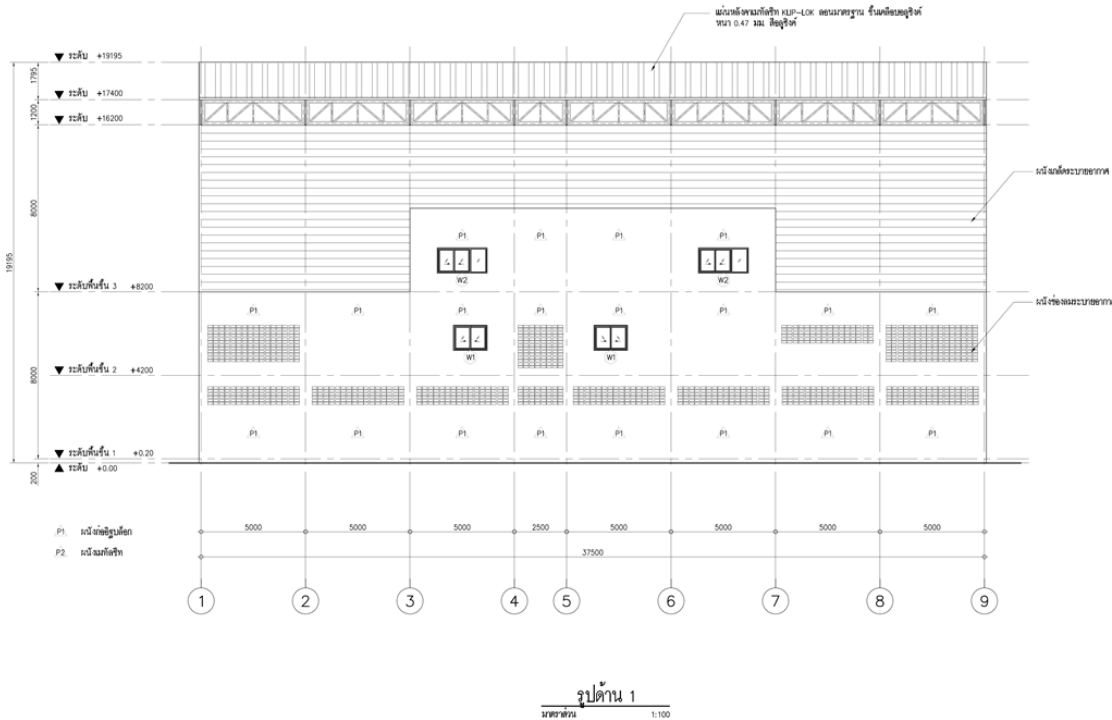 แผ่นหลังคาเมทัลชีท KLIP-LOK ลอนมาตรฐาน ชั้นเคลือบอลูซิงค์
หนา 0.47 มม. สีอลูซิงค์
ระดับ +19195
1795
ระดับ +17400
1200
ระดับ +16200
ผนังเกล็ดระบายอากาศ
8000
19195
P1 P1 P1 P1
W2 W2
ระดับพื้นชั้น 3 +8200
ผนังช่องลมระบายอากาศ
P1 P1 P1 P1 P1 P1 P1 P1
W1 W1
8000
ระดับพื้นชั้น 2 +4200
P1 P1 P1 P1 P1 P1 P1 P1
ระดับพื้นชั้น 1 +0.20
ระดับ +0.00
200
P1 ผนังก่ออิฐบล็อก
P2 ผนังเมทัลชีท
5000 5000 5000 2500 5000 5000 5000 5000
37500
1 2 3 4 5 6 7 8 9
รูปด้าน 1
มาตราส่วน 1:100